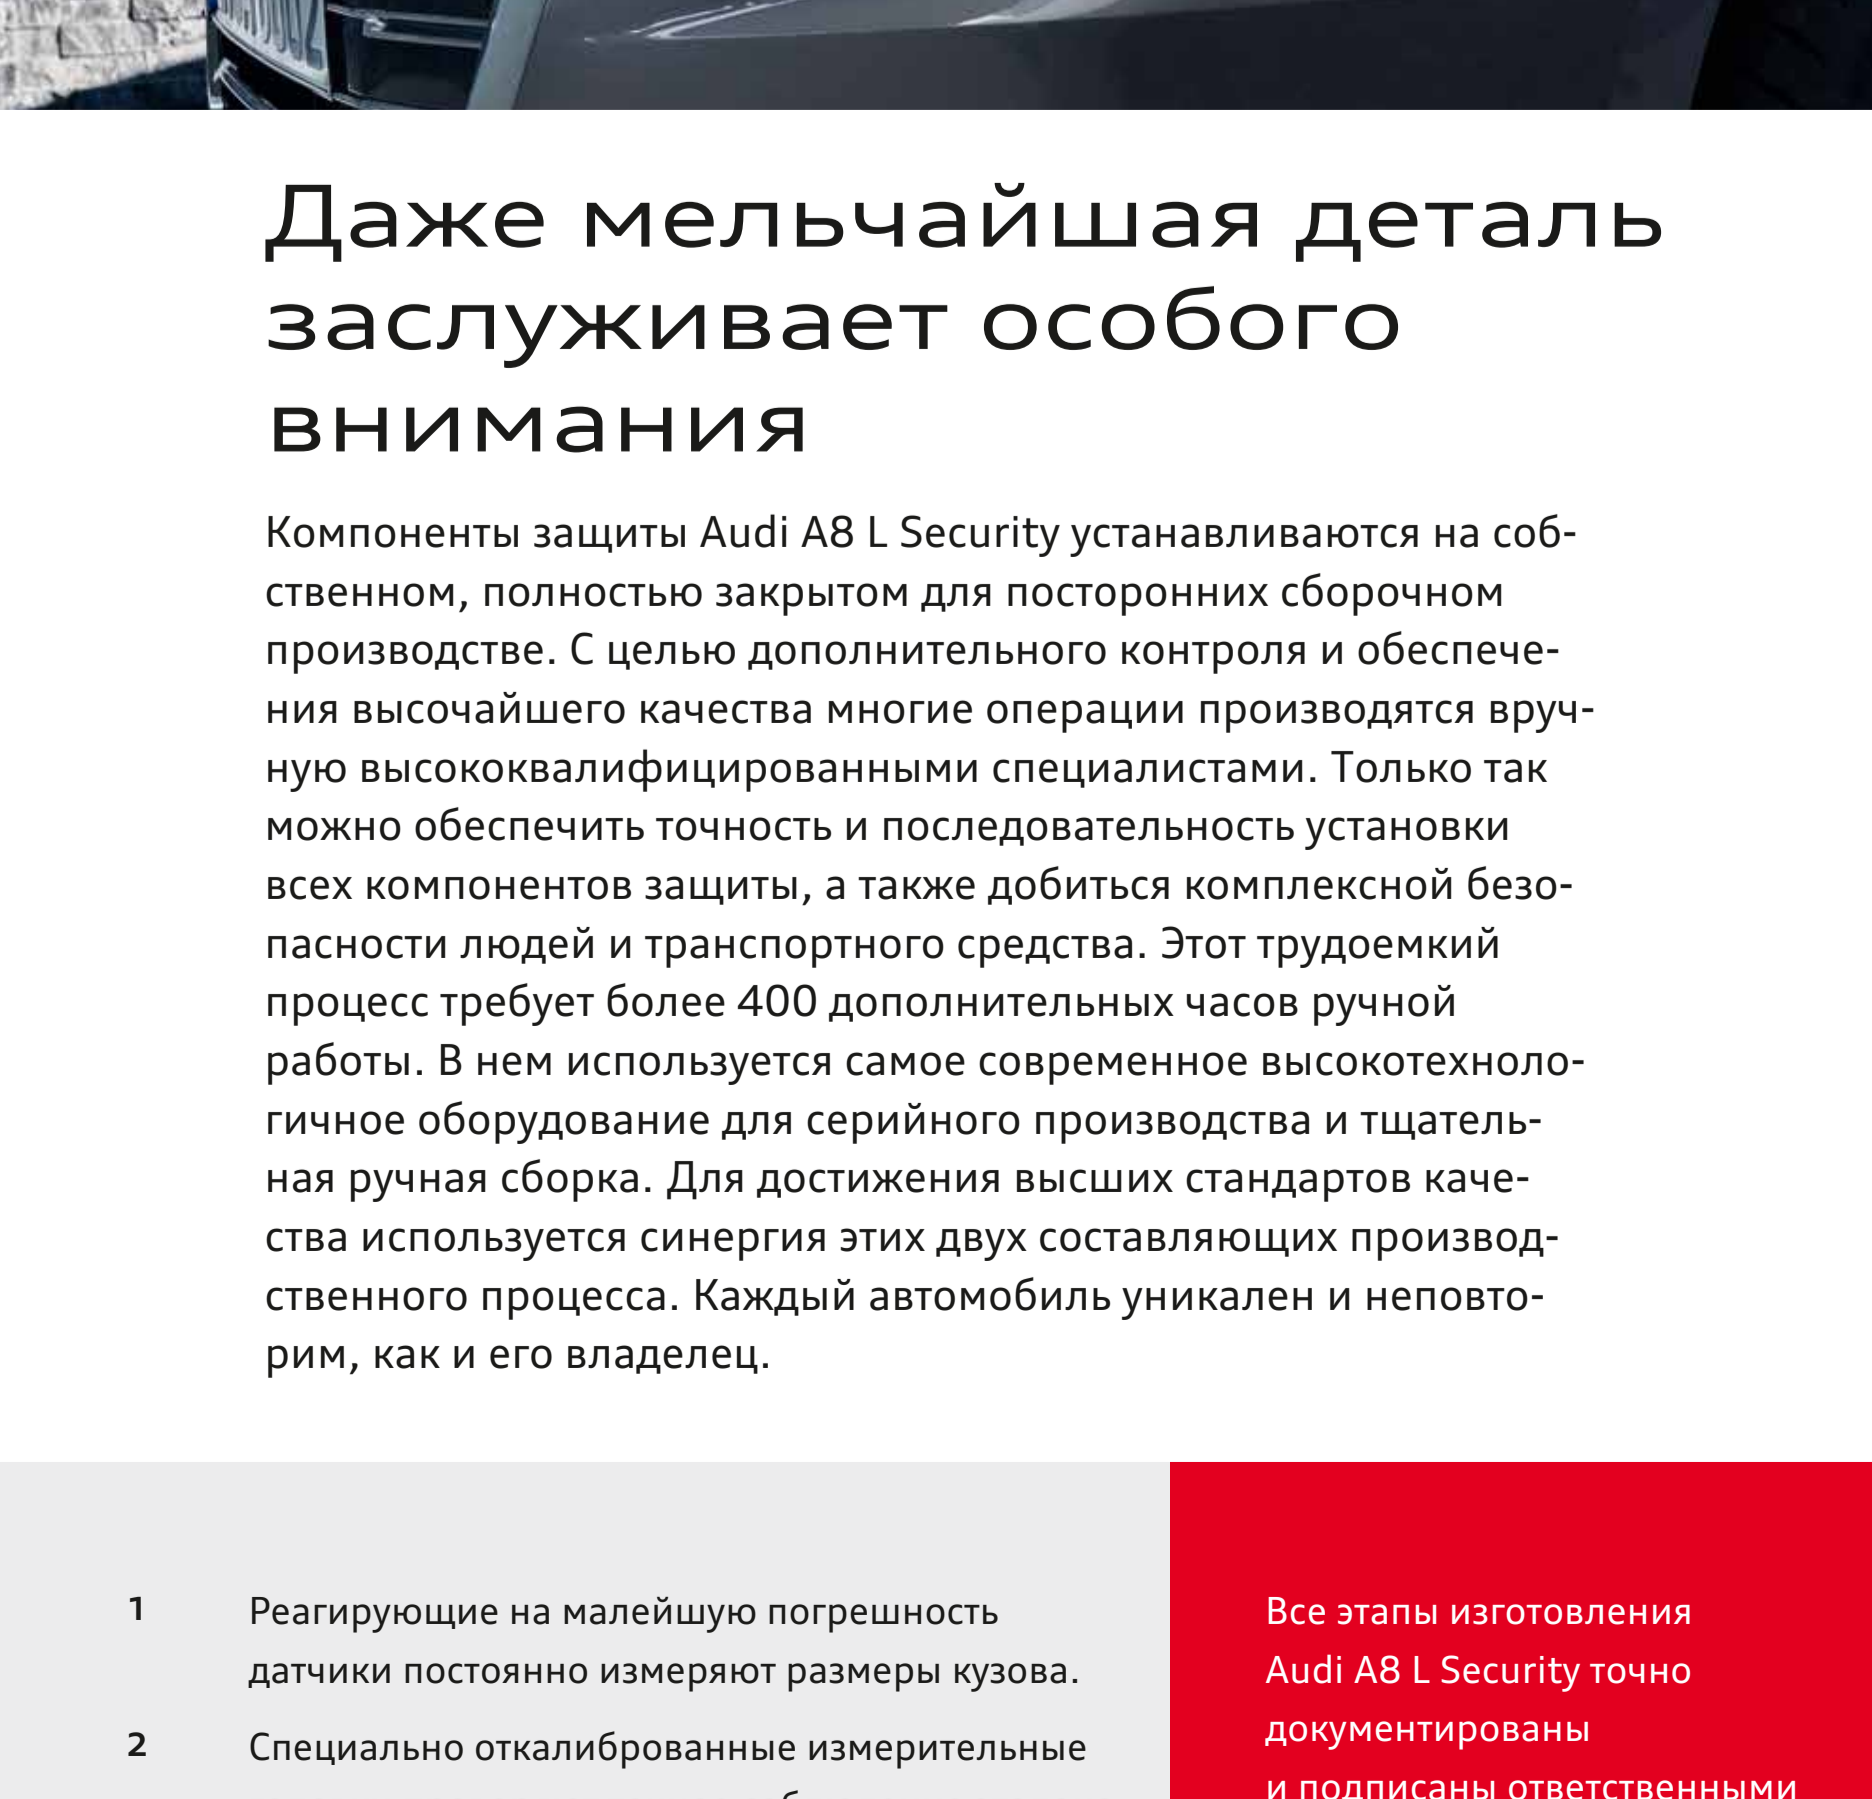 Даже мельчайшая деталь
заслуживает особого
внимания
Компоненты защиты Audi A8 L Security устанавливаются на соб-
ственном, полностью закрытом для посторонних сборочном
производстве. С целью дополнительного контроля и обеспече-
ния высочайшего качества многие операции производятся вруч-
ную высококвалифицированными специалистами. Только так
можно обеспечить точность и последовательность установки
всех компонентов защиты, а также добиться комплексной безо-
пасности людей и транспортного средства. Этот трудоемкий
процесс требует более 400 дополнительных часов ручной
работы. В нем используется самое современное высокотехноло-
гичное оборудование для серийного производства и тщатель-
ная ручная сборка. Для достижения высших стандартов каче-
ства используется синергия этих двух составляющих производ-
ственного процесса. Каждый автомобиль уникален и неповто-
рим, как и его владелец.
1 Реагирующие на малейшую погрешность
датчики постоянно измеряют размеры кузова.
2 Специально откалиброванные измерительные
Все этапы изготовления
Audi A8 L Security точно
документированы
и подписаны ответственными